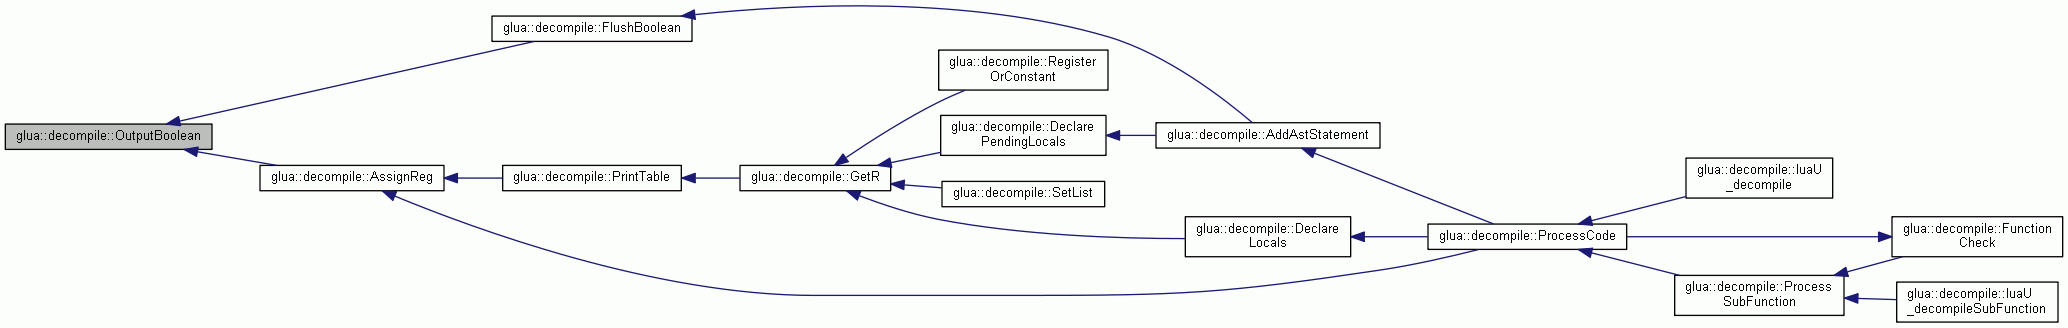 glua::decompile::FlushBoolean
glua::decompile::Register
OrConstant
glua::decompile::OutputBoolean
glua::decompile::Declare
PendingLocals
glua::decompile::AddAstStatement
glua::decompile::AssignReg
glua::decompile::PrintTable
glua::decompile::GetR
glua::decompile::luaU
_decompile
glua::decompile::SetList
glua::decompile::Declare
Locals
glua::decompile::ProcessCode
glua::decompile::Function
Check
glua::decompile::Process
SubFunction
glua::decompile::luaU
_decompileSubFunction